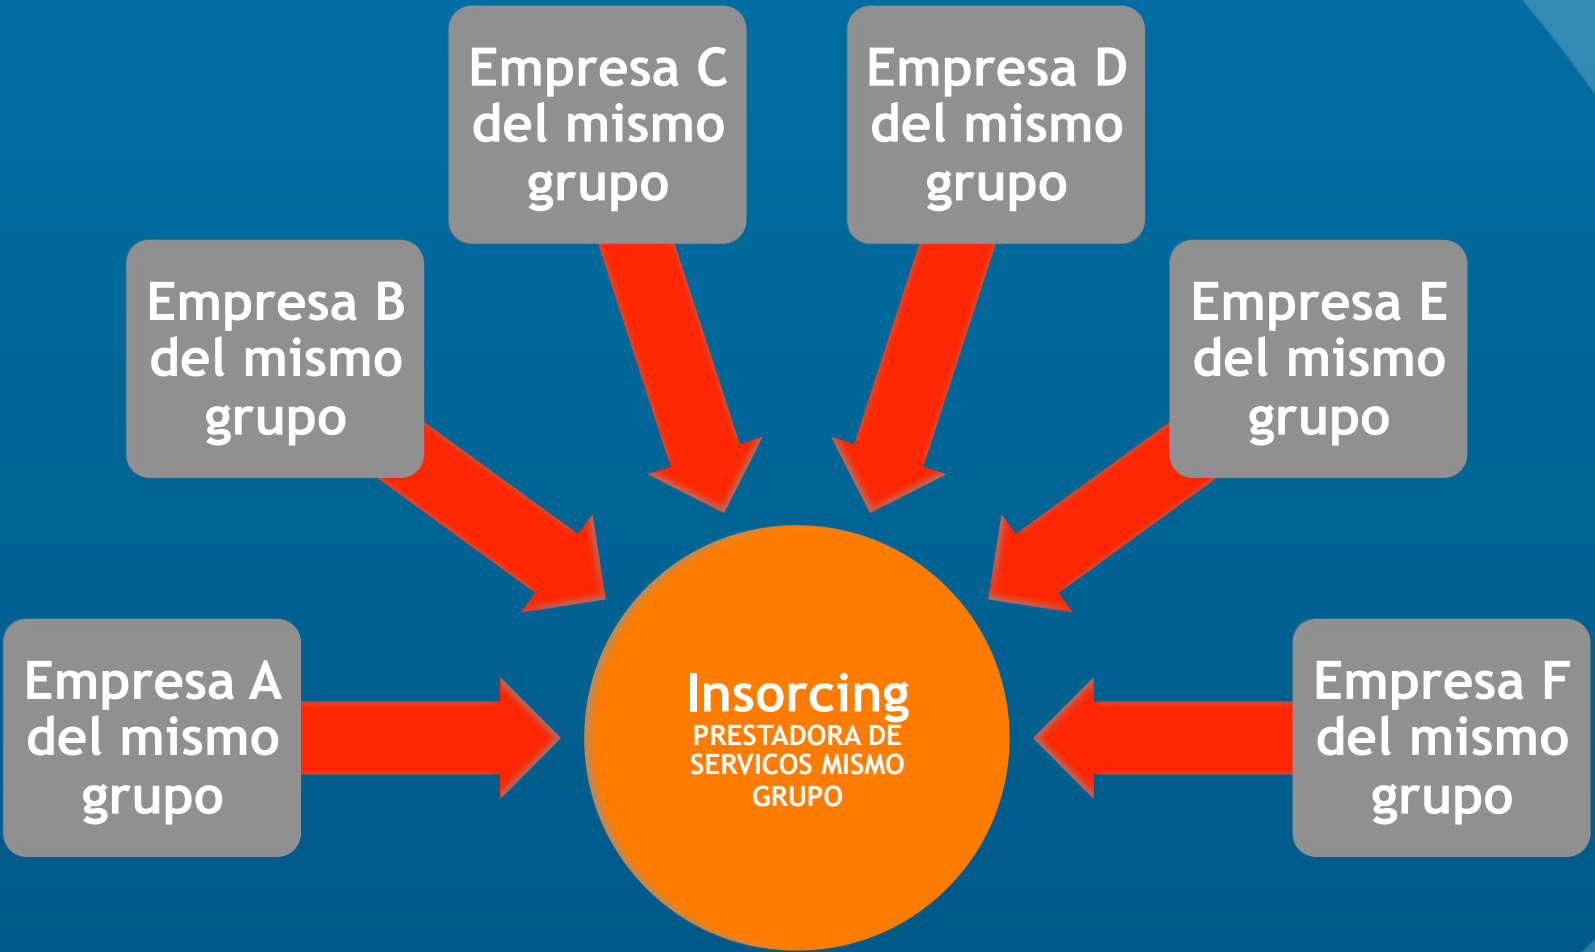 Empresa A
del mismo
grupo
Empresa B
del mismo
grupo
Empresa C
del mismo
grupo
Empresa D
del mismo
grupo
Empresa E
del mismo
grupo
Empresa F
del mismo
grupo
Insorcing
PRESTADORA DE
SERVICOS MISMO
GRUPO